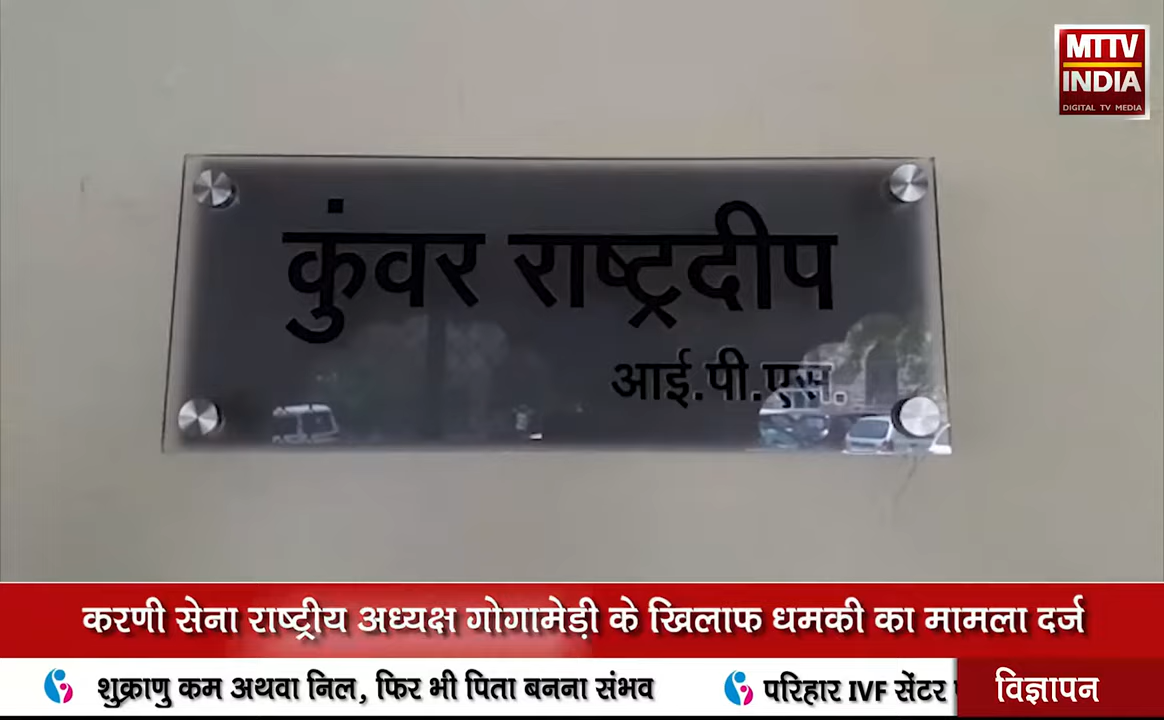 MTTV
INDIA
DIGITAL TV MEDIA
कुंवर राष्ट्रदीप
आई.पी.एस.
करणी सेना राष्ट्रीय अध्यक्ष गोगामेड़ी के खिलाफ धमकी का मामला दर्ज
शुक्राणु कम अथवा निल, फिर भी पिता बनना संभव परिहार IVF सेंटर विज्ञापन